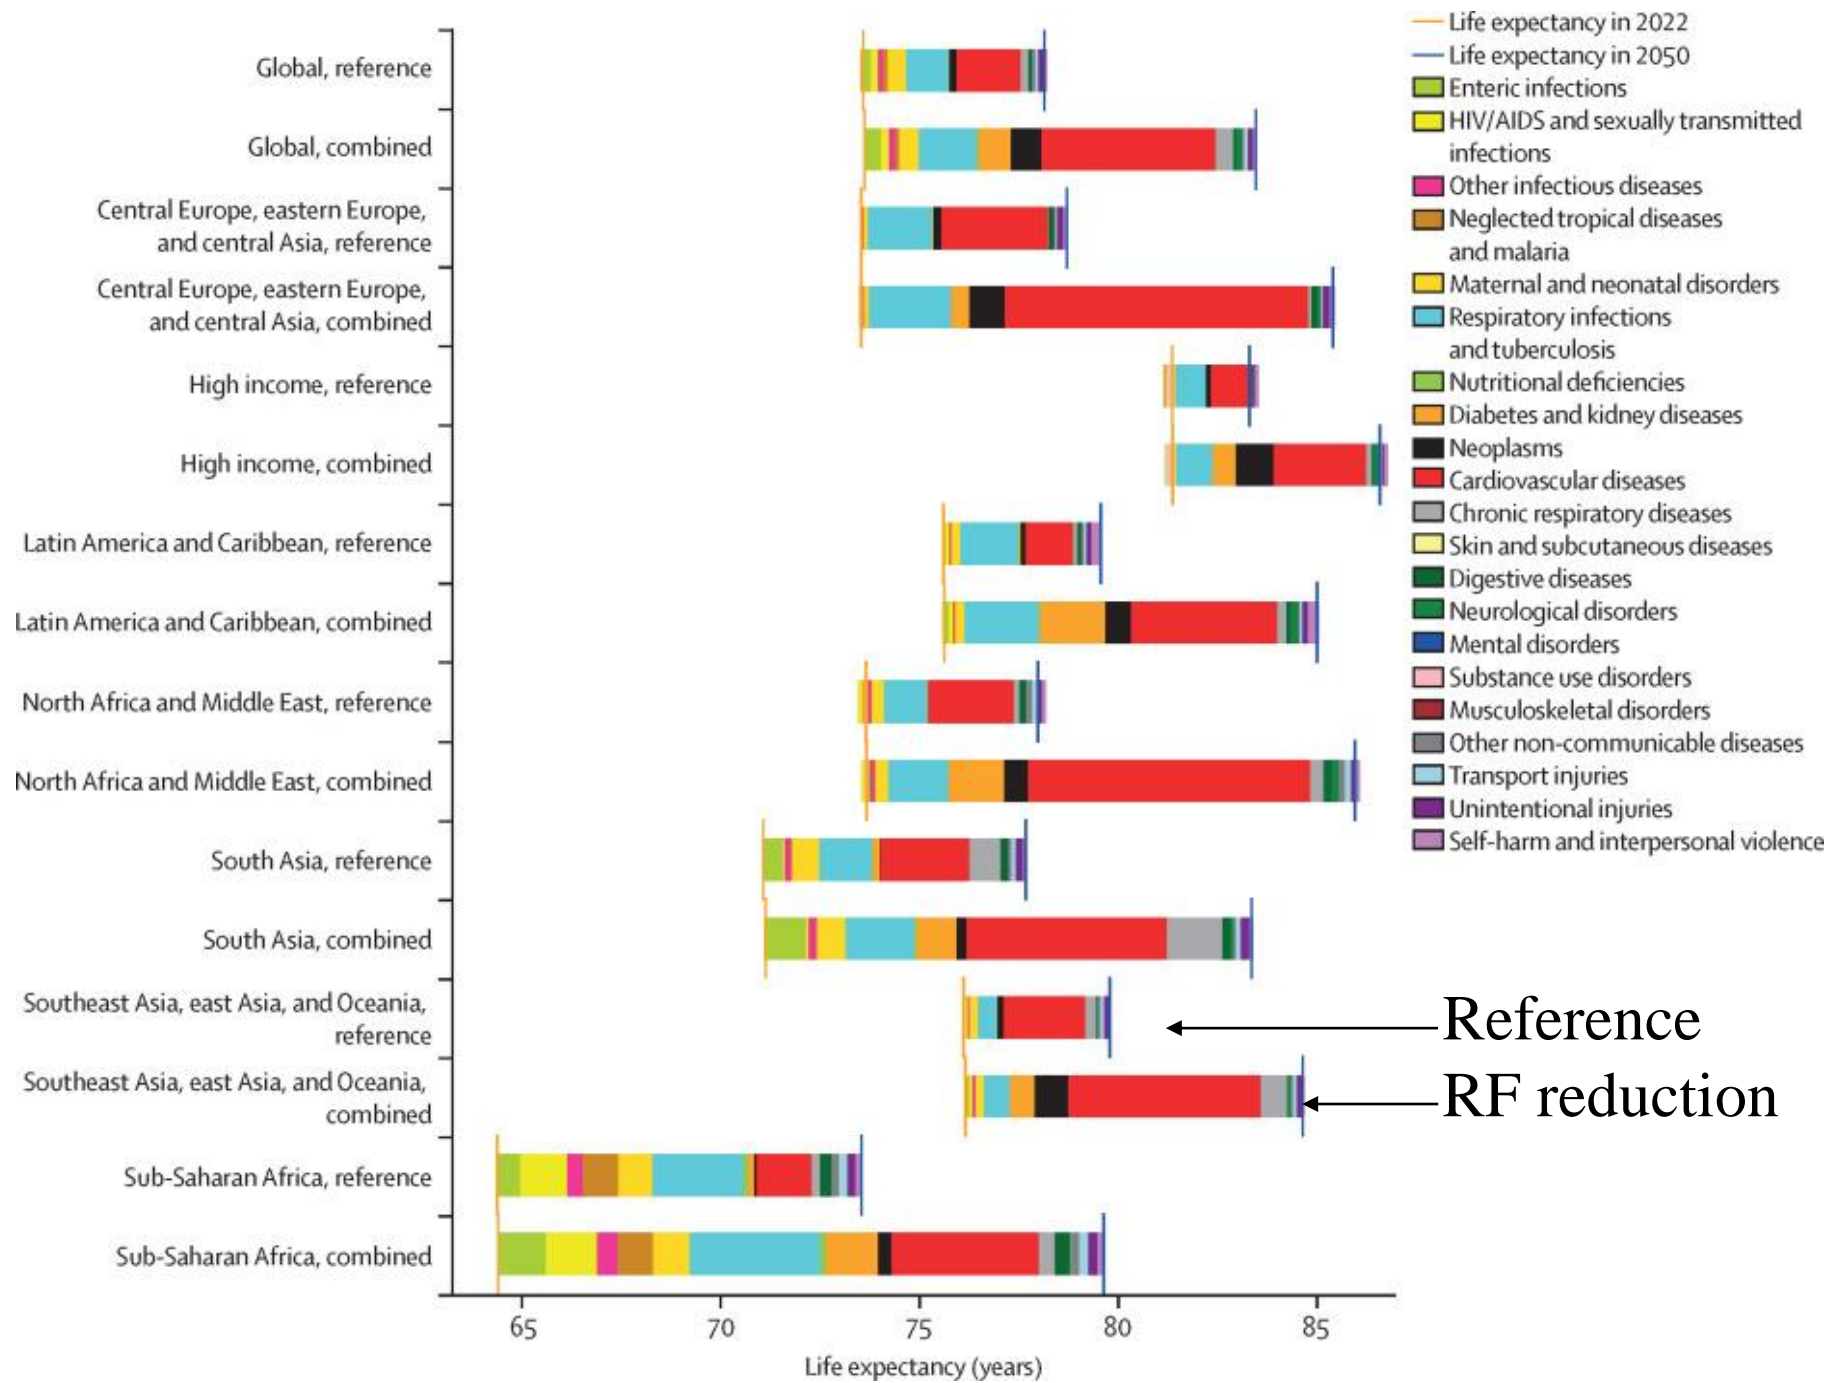 Global, reference
Global, combined
Central Europe, eastern Europe,
and central Asia, reference
Central Europe, eastern Europe,
and central Asia, combined
High income, reference
High income, combined
Latin America and Caribbean, reference
Latin America and Caribbean, combined
North Africa and Middle East, reference
North Africa and Middle East, combined
South Asia, reference
South Asia, combined
Southeast Asia, east Asia, and Oceania,
reference
Southeast Asia, east Asia, and Oceania,
combined
Sub-Saharan Africa, reference
Sub-Saharan Africa, combined
65 70 75 80 85
Life expectancy (years)
Life expectancy in 2022
Life expectancy in 2050
Enteric infections
HIV/AIDS and sexually transmitted
infections
Other infectious diseases
Neglected tropical diseases
and malaria
Maternal and neonatal disorders
Respiratory infections
and tuberculosis
Nutritional deficiencies
Diabetes and kidney diseases
Neoplasms
Cardiovascular diseases
Chronic respiratory diseases
Skin and subcutaneous diseases
Digestive diseases
Neurological disorders
Mental disorders
Substance use disorders
Musculoskeletal disorders
Other non-communicable diseases
Transport injuries
Unintentional injuries
Self-harm and interpersonal violence
Reference
RF reduction